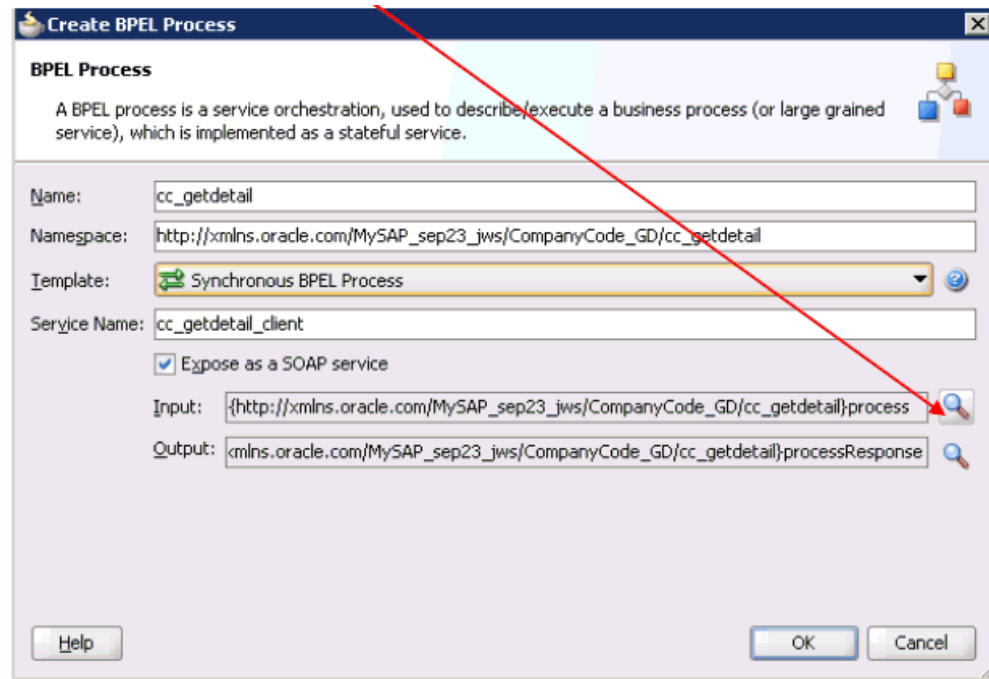 Create BPEL Process
BPEL Process
A BPEL process is a service orchestration, used to describe/execute a business process (or large grained
service), which is implemented as a stateful service.
Name: cc_getdetail
Namespace: http://xmlns.oracle.com/MySAP_sep23_jws/CompanyCode_GD/cc_getdetail
Template: Synchronous BPEL Process
Service Name: cc_getdetail_client
Expose as a SOAP service
Input: {http://xmlns.oracle.com/MySAP_sep23_jws/CompanyCode_GD/cc_getdetail}process
Output: xmlns.oracle.com/MySAP_sep23_jws/CompanyCode_GD/cc_getdetail}processResponse
Help OK Cancel